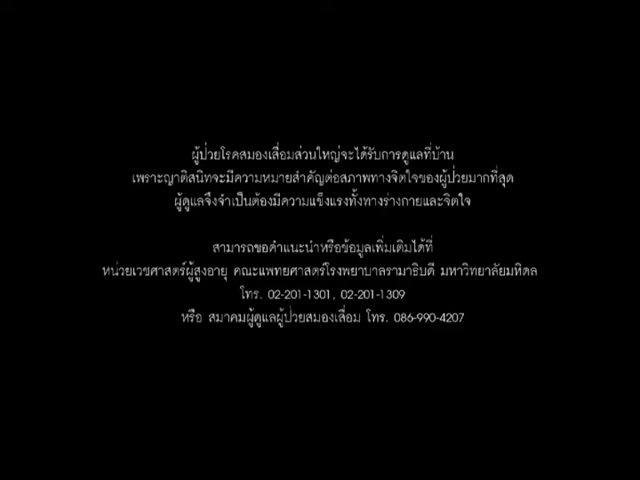 ผู้ป่วยโรคสมองเสื่อมส่วนใหญ่จะได้รับการดูแลที่บ้าน
เพราะญาติสนิทจะมีความหมายสำคัญต่อสภาพทางจิตใจของผู้ป่วยมากที่สุด
ผู้ดูแลจึงจำเป็นต้องมีความแข็งแรงทั้งทางร่างกายและจิตใจ
สามารถขอคำแนะนำหรือข้อมูลเพิ่มเติมได้ที่
หน่วยเวชศาสตร์ผู้สูงอายุ คณะแพทยศาสตร์โรงพยาบาลรามาธิบดี มหาวิทยาลัยมหิดล
โทร. 02-201-1301, 02-201-1309
หรือ สมาคมผู้ดูแลผู้ป่วยสมองเสื่อม โทร. 086-990-4207